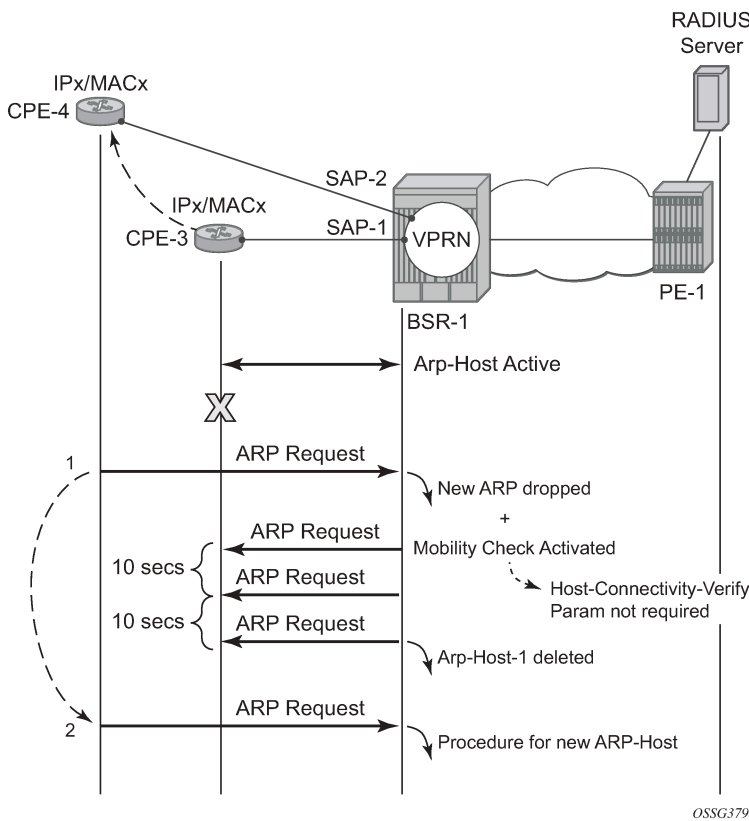 RADIUS
Server
IPx/MACx
CPE-4
SAP-2
IPx/MACx
SAP-1
CPE-3
VPRN
PE-1
BSR-1
Arp-Host Active
X
1
ARP Request
New ARP dropped
+
ARP Request
Mobility Check Activated
10 secs
ARP Request
Host-Connectivity-Verify
Param not required
10 secs
ARP Request
Arp-Host-1 deleted
ARP Request
2
Procedure for new ARP-Host
OSSG379